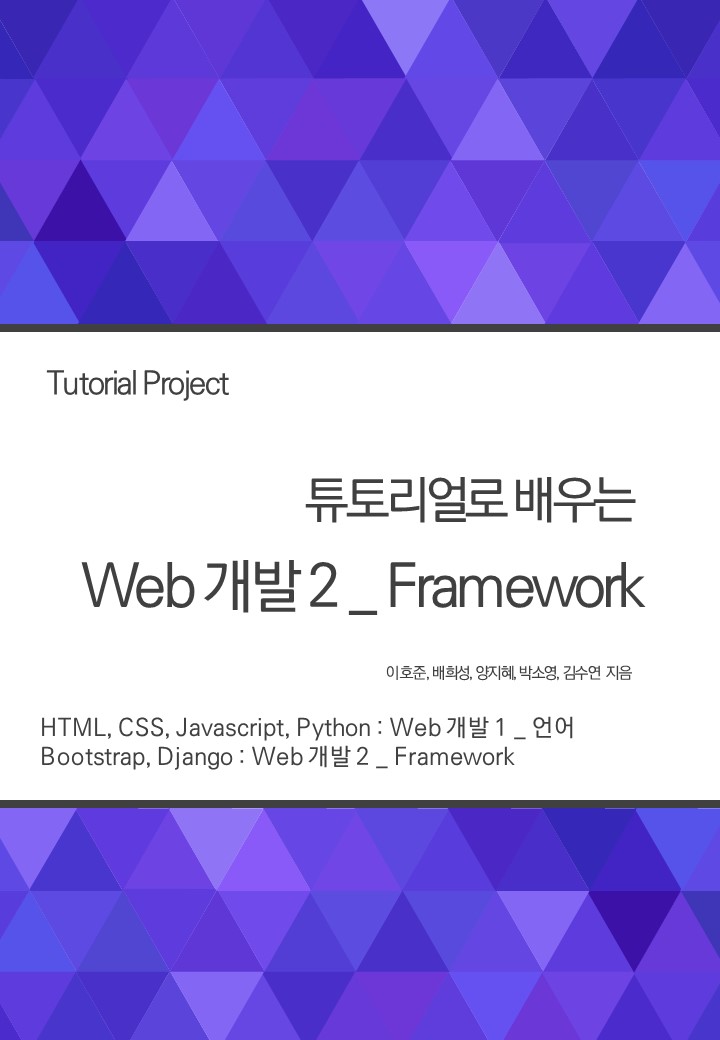 Tutorial Project
튜토리얼로 배우는
Web 개발 2 _ Framework
이호준, 배희성, 양지혜, 박소영, 김수연 지음
HTML, CSS, Javascript, Python : Web 개발 1 _ 언어
Bootstrap, Django : Web 개발 2 _ Framework